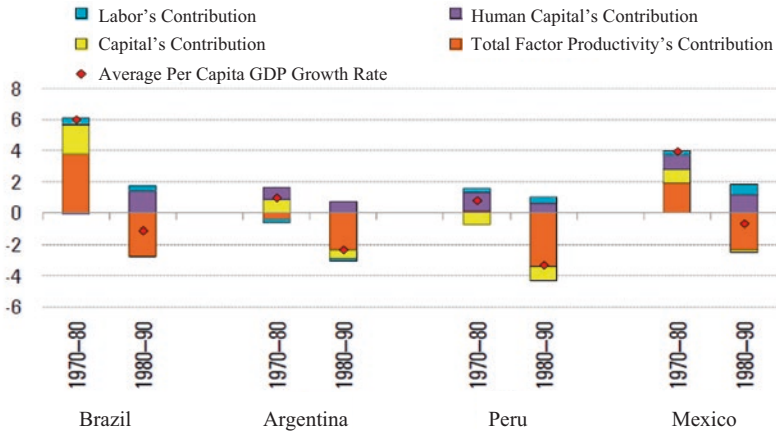 Labor's Contribution
Human Capital's Contribution
Capital's Contribution
Total Factor Productivity's Contribution
Average Per Capita GDP Growth Rate
8
6
4
2
0
-2
-4
-6
1970–80
1980–90
1970–80
1980–90
1970–80
1980–90
1970–80
1980–90
Brazil
Argentina
Peru
Mexico